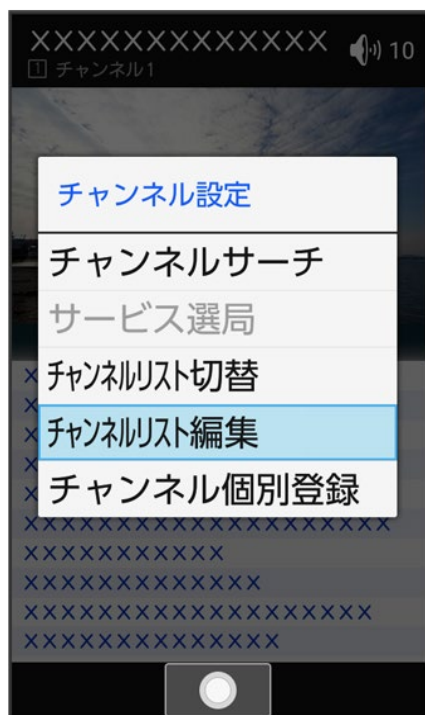 XXXXXXXXXXXXX 10
1 チャンネル1
チャンネル設定
チャンネルサーチ
サービス選局
チャンネルリスト切替
チャンネルリスト編集
チャンネル個別登録
XXXXXXXXXXXXXXXXXXXX
XXXXXXXXXXX
XXXXXXXXXXXXX
XXXXXXXXXXXXXXXXXXX
XXXXXXXXXXXXXX